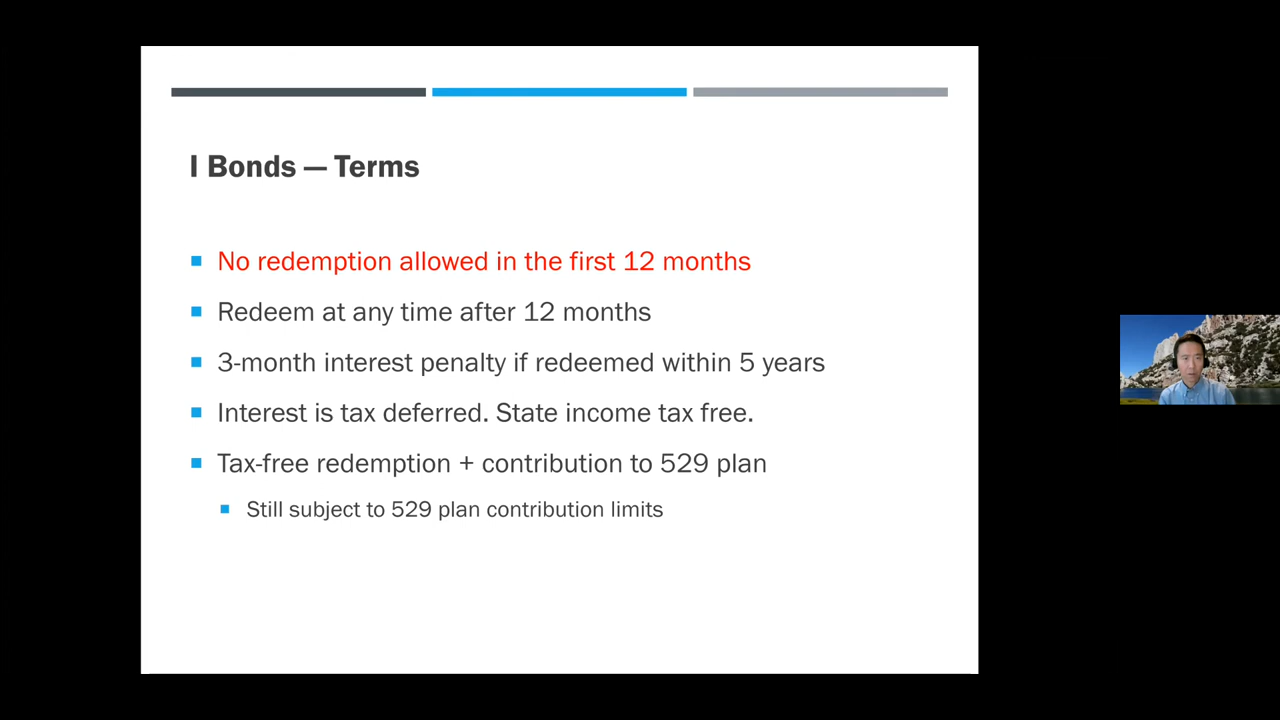 I Bonds — Terms
No redemption allowed in the first 12 months
Redeem at any time after 12 months
3-month interest penalty if redeemed within 5 years
Interest is tax deferred. State income tax free.
Tax-free redemption + contribution to 529 plan
Still subject to 529 plan contribution limits